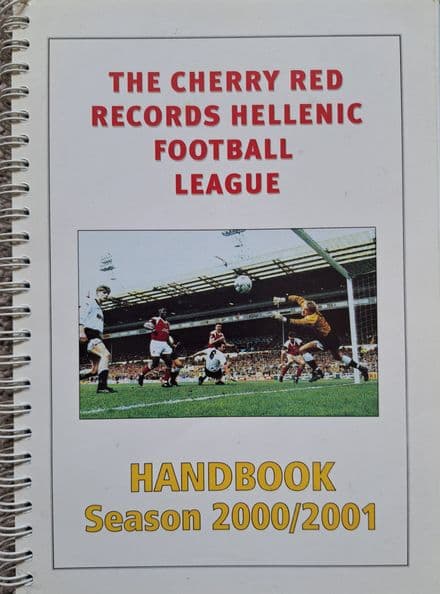 THE CHERRY RED
RECORDS HELLENIC
FOOTBALL
LEAGUE
HANDBOOK
Season 2000/2001